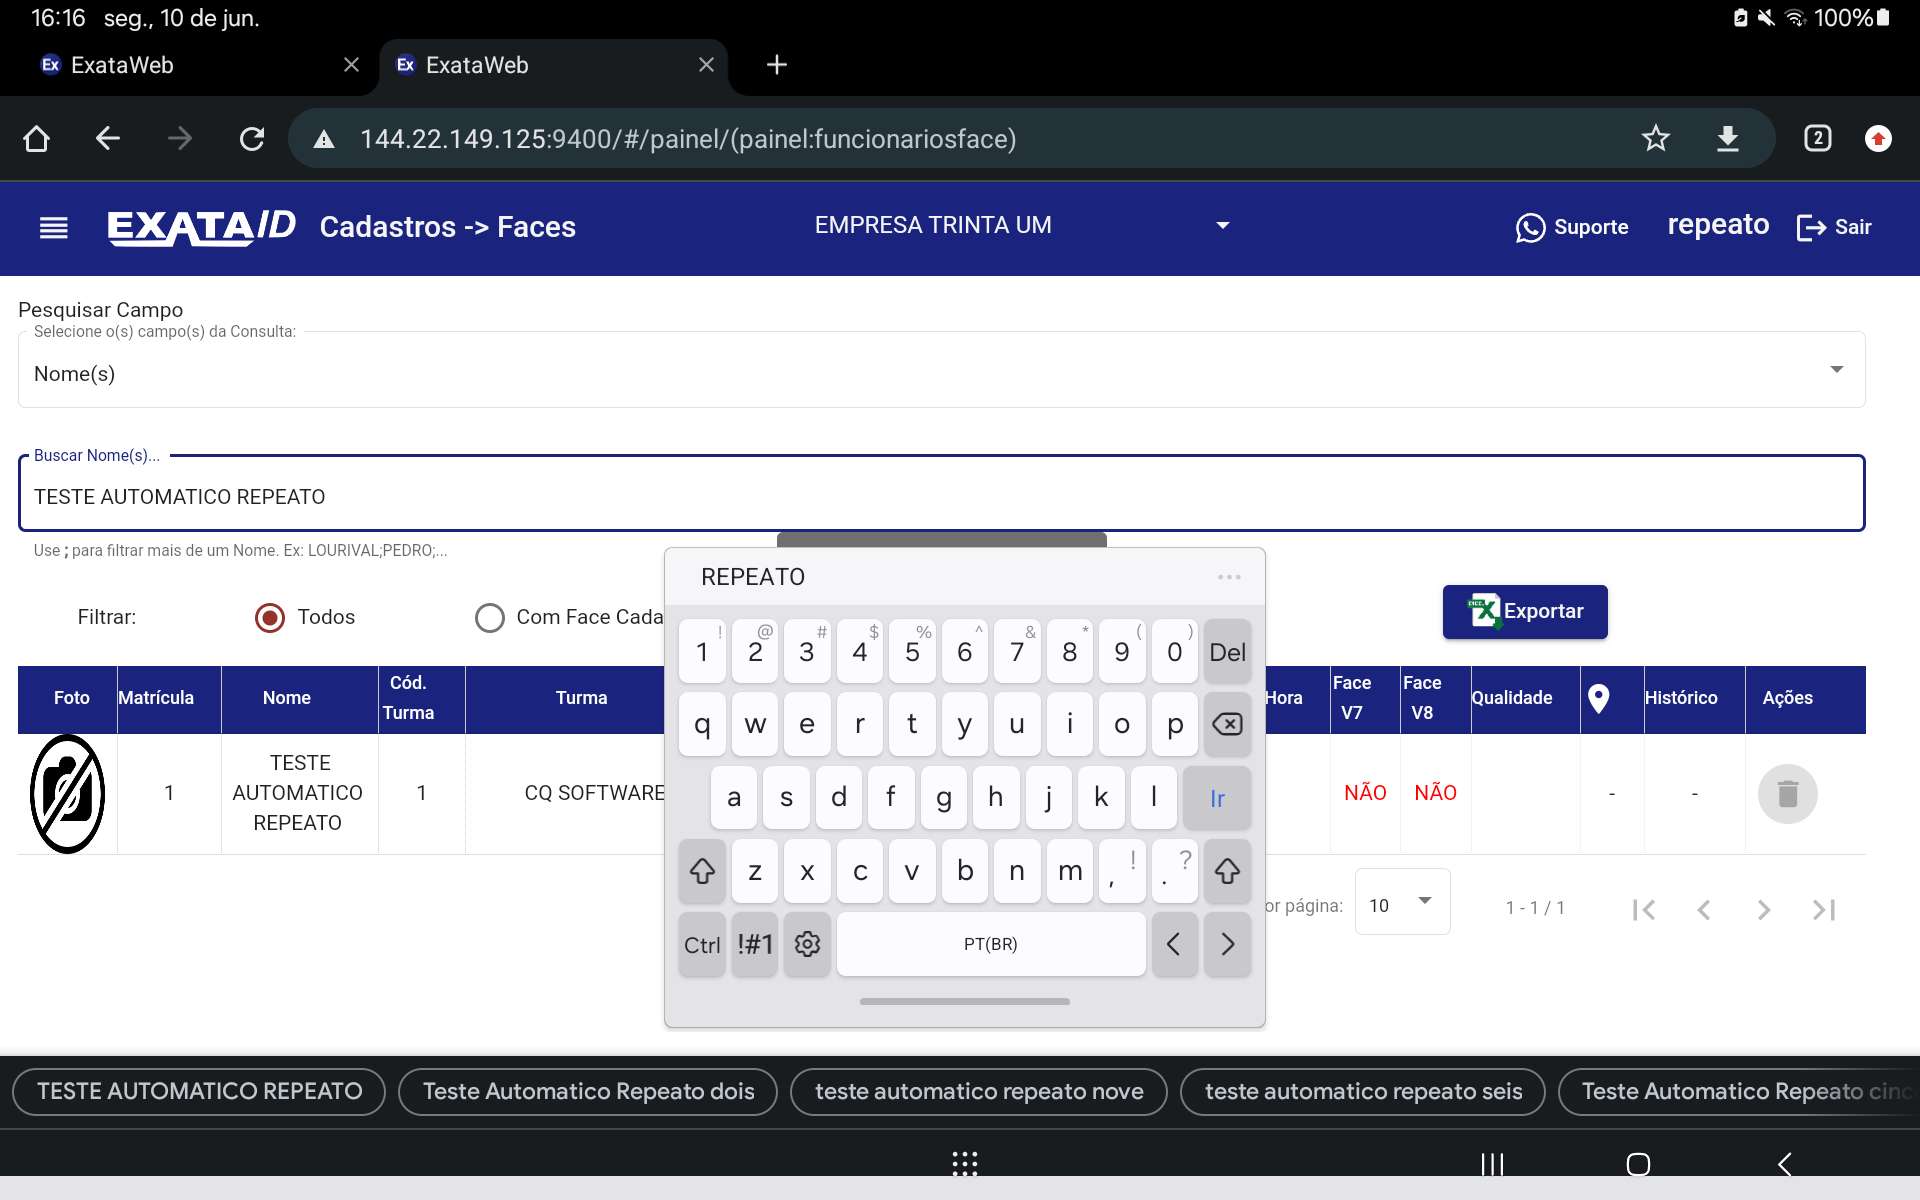 16:16 seg., 10 de jun.
100%
Ex ExataWeb
Ex ExataWeb
144.22.149.125:9400/#/painel/(painel:funcionariosface)
2
EXATA/D Cadastros -> Faces
EMPRESA TRINTA UM
Suporte
repeato
Sair
Pesquisar Campo
Selecione o(s) campo(s) da Consulta:
Nome(s)
Buscar Nome(s)...
TESTE AUTOMATICO REPEATO
Use ; para filtrar mais de um Nome. Ex: LOURIVAL;PEDRO;...
Filtrar: Todos Com Face Cada
Exportar
Foto Matrícula Nome Cód. Turma Turma Hora Face V7 Face V8 Qualidade Histórico Ações
1 TESTE AUTOMATICO REPEATO 1 CQ SOFTWARE NÃO NÃO - -
or página: 10 1 - 1 / 1
REPEATO ...
! @ # $ % ^ & * ( )
1 2 3 4 5 6 7 8 9 0 Del
q w e r t y u i o p
a s d f g h j k l Ir
z x c v b n m , ! . ?
Ctrl !#1 PT(BR)
TESTE AUTOMATICO REPEATO
Teste Automatico Repeato dois
teste automatico repeato nove
teste automatico repeato seis
Teste Automatico Repeato cinc